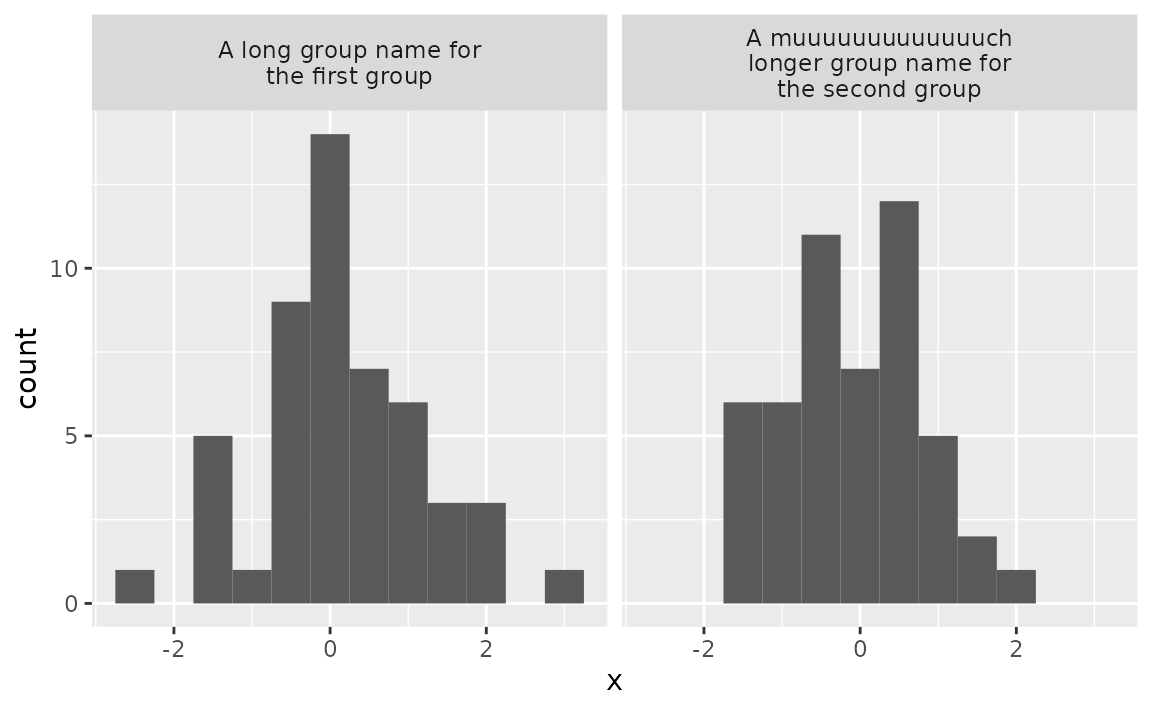 A long group name for
the first group
A muuuuuuuuuuuuuch
longer group name for
the second group
count
10
5
0
-2
0
2
-2
0
2
x